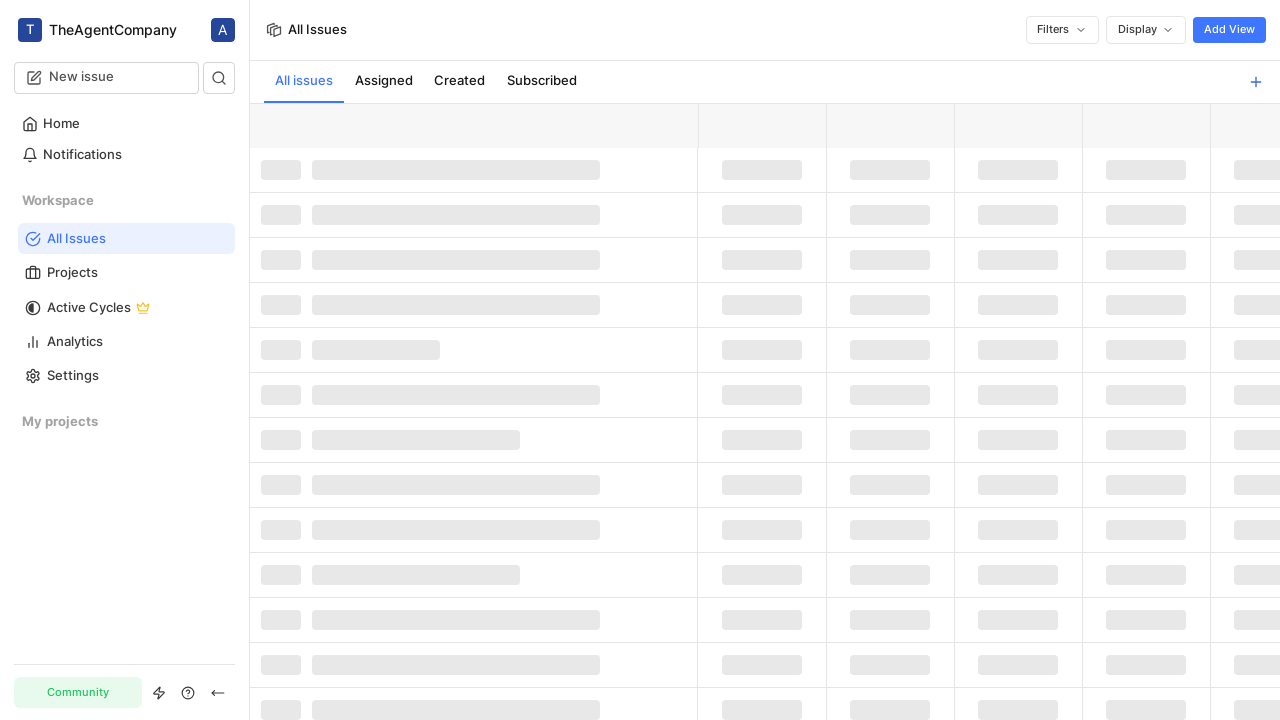 T TheAgentCompany A
New issue
Home
Notifications
Workspace
All Issues
Projects
Active Cycles
Analytics
Settings
My projects
Community
All Issues
Filters
Display
Add View
All issues
Assigned
Created
Subscribed